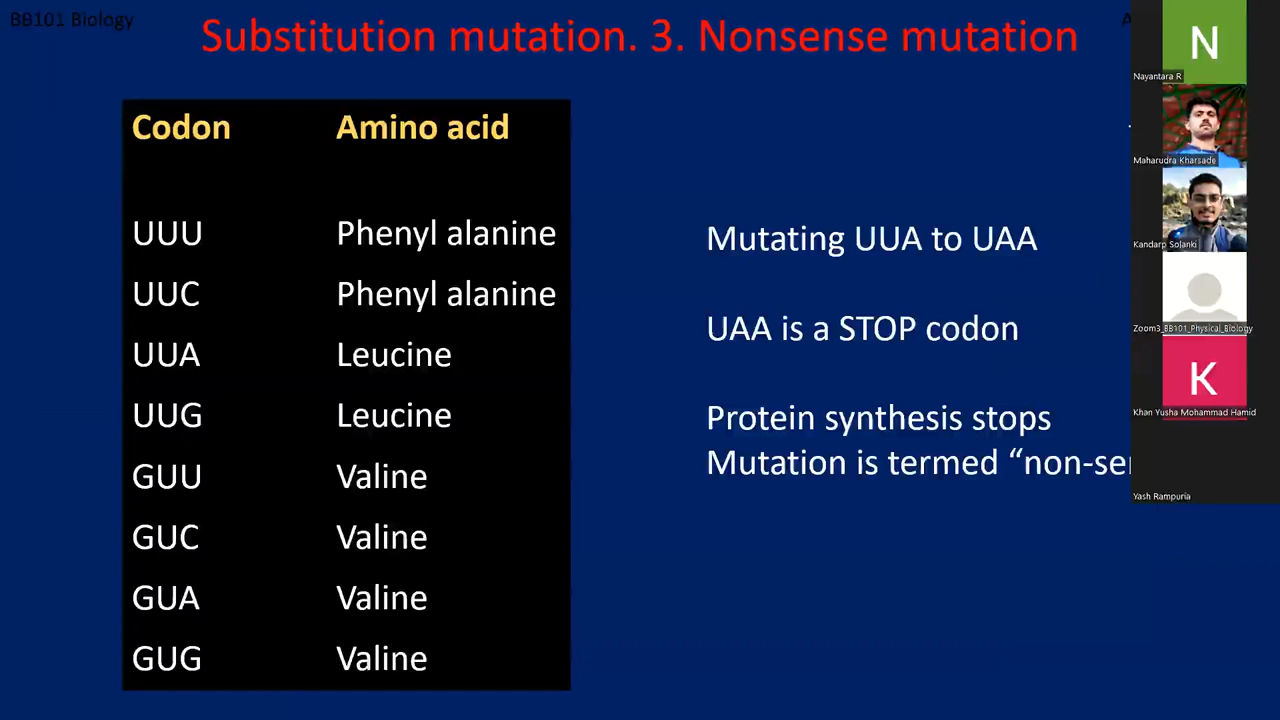 BB101 Biology
Substitution mutation. 3. Nonsense mutation
Codon Amino acid
UUU Phenyl alanine
UUC Phenyl alanine
UUA Leucine
UUG Leucine
GUU Valine
GUC Valine
GUA Valine
GUG Valine
Mutating UUA to UAA
UAA is a STOP codon
Protein synthesis stops
Mutation is termed “non-se
N
Nayantara R
Maharudra Kharsade
Kandarp Solanki
Zoom3_BB101_Physical_Biology
K
Khan Yusha Mohammad Hamid
Yash Rampuria